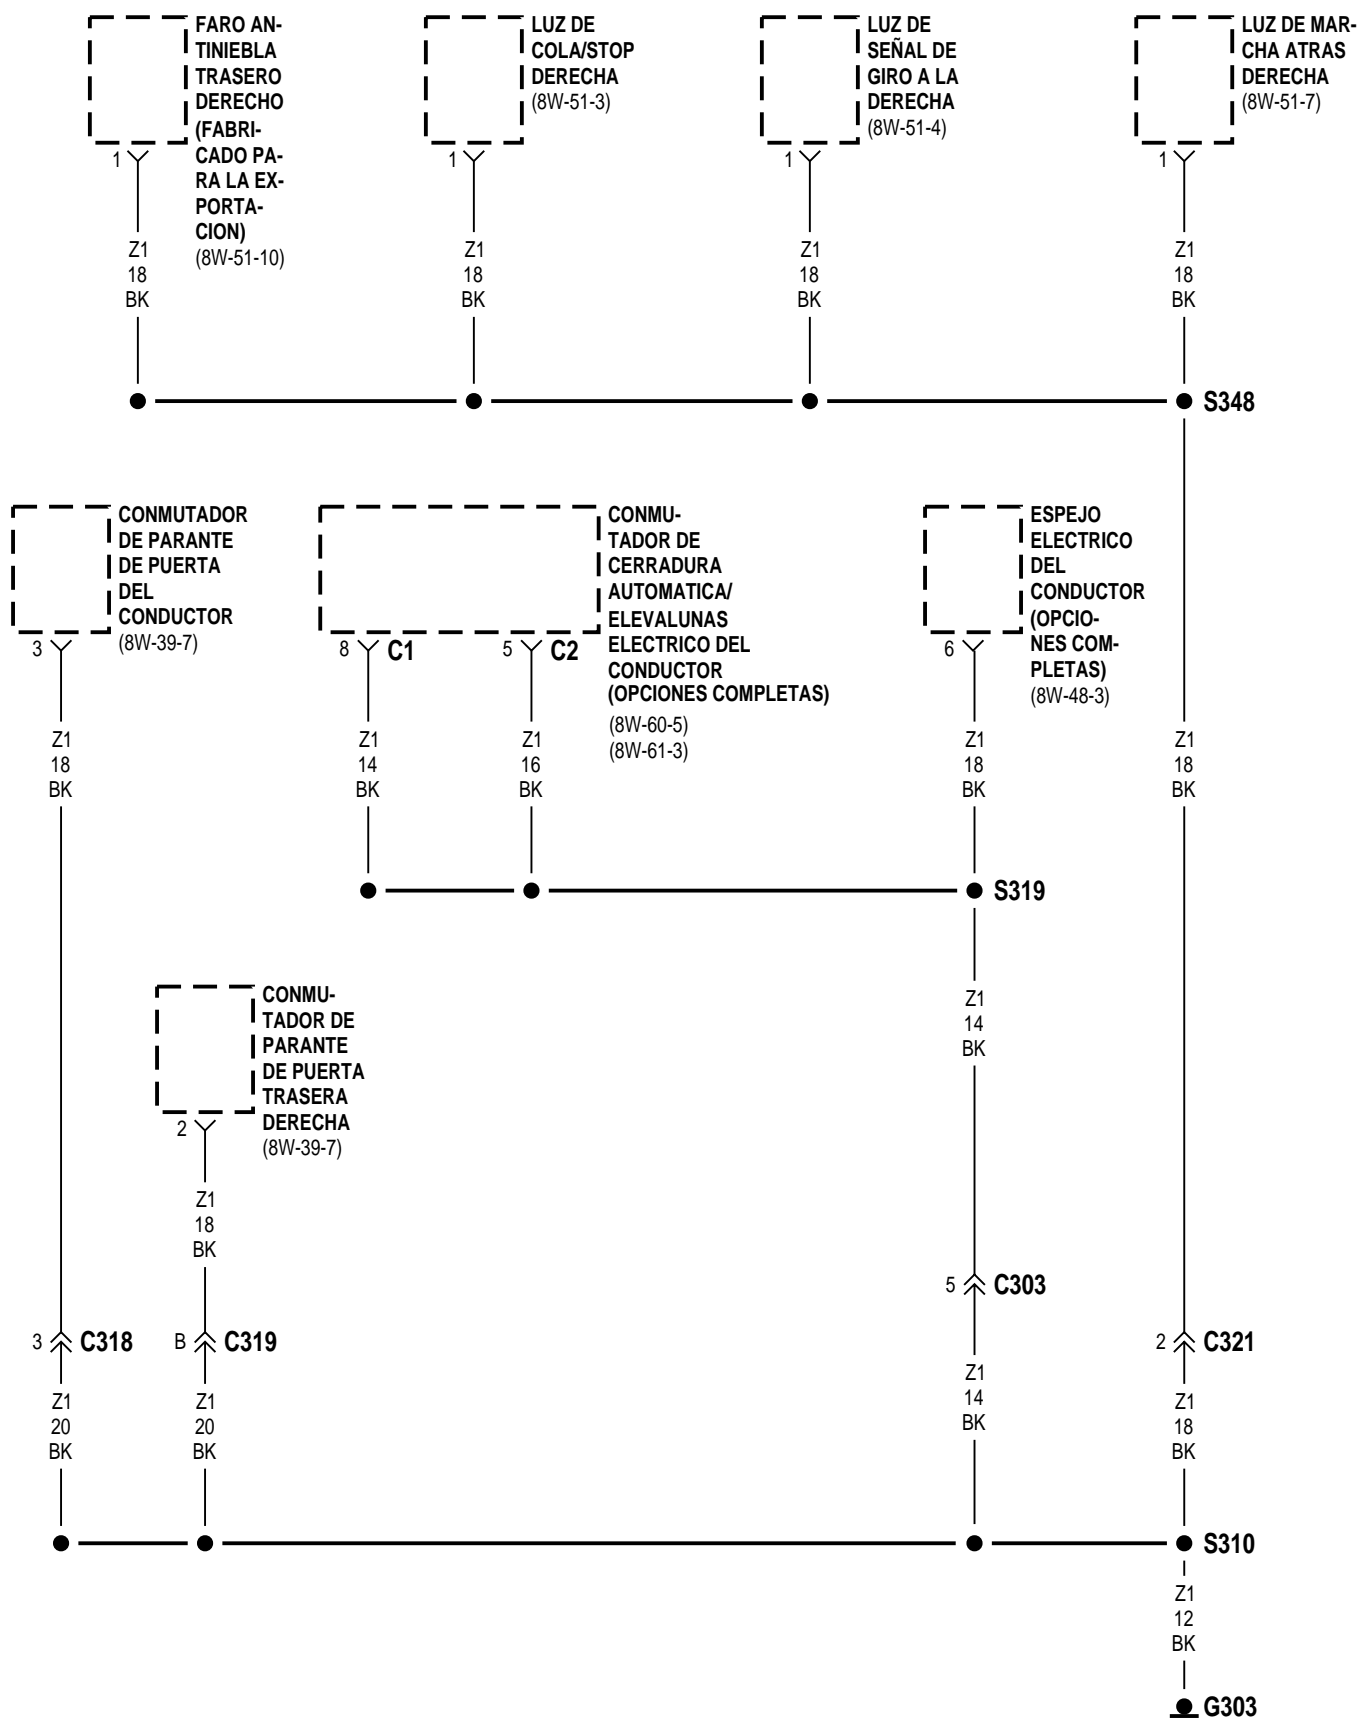 FARO AN-
TINIEBLA
TRASERO
DERECHO
(FABRI-
CADO PA-
RA LA EX-
PORTA-
CION)
(8W-51-10)
LUZ DE
COLA/STOP
DERECHA
(8W-51-3)
LUZ DE
SEÑAL DE
GIRO A LA
DERECHA
(8W-51-4)
LUZ DE MAR-
CHA ATRAS
DERECHA
(8W-51-7)
1
1
1
1
Z1
18
BK
Z1
18
BK
Z1
18
BK
Z1
18
BK
S348
CONMUTADOR
DE PARANTE
DE PUERTA
DEL
CONDUCTOR
(8W-39-7)
CONMU-
TADOR DE
CERRADURA
AUTOMATICA/
ELEVALUNAS
ELECTRICO DEL
CONDUCTOR
(OPCIONES COMPLETAS)
(8W-60-5)
(8W-61-3)
ESPEJO
ELECTRICO
DEL
CONDUCTOR
(OPCIO-
NES COM-
PLETAS)
(8W-48-3)
3
8 C1
5 C2
6
Z1
18
BK
Z1
14
BK
Z1
16
BK
Z1
18
BK
Z1
18
BK
S319
CONMU-
TADOR DE
PARANTE
DE PUERTA
TRASERA
DERECHA
(8W-39-7)
2
Z1
14
BK
Z1
18
BK
5 C303
3 C318
B C319
2 C321
Z1
20
BK
Z1
20
BK
Z1
14
BK
Z1
18
BK
S310
Z1
12
BK
G303